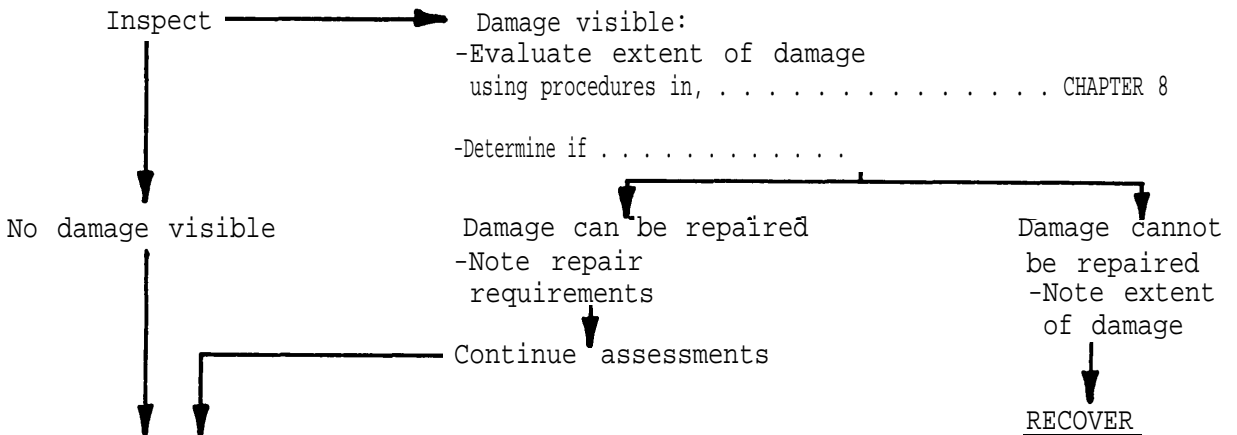 Inspect
Damage visible:
-Evaluate extent of damage
using procedures in, . . . . . . . . . . . . . . . CHAPTER 8
-Determine if . . . . . . . . . . . .
No damage visible
Damage can be repaired
-Note repair
requirements
Continue assessments
Damage cannot
be repaired
-Note extent
of damage
RECOVER